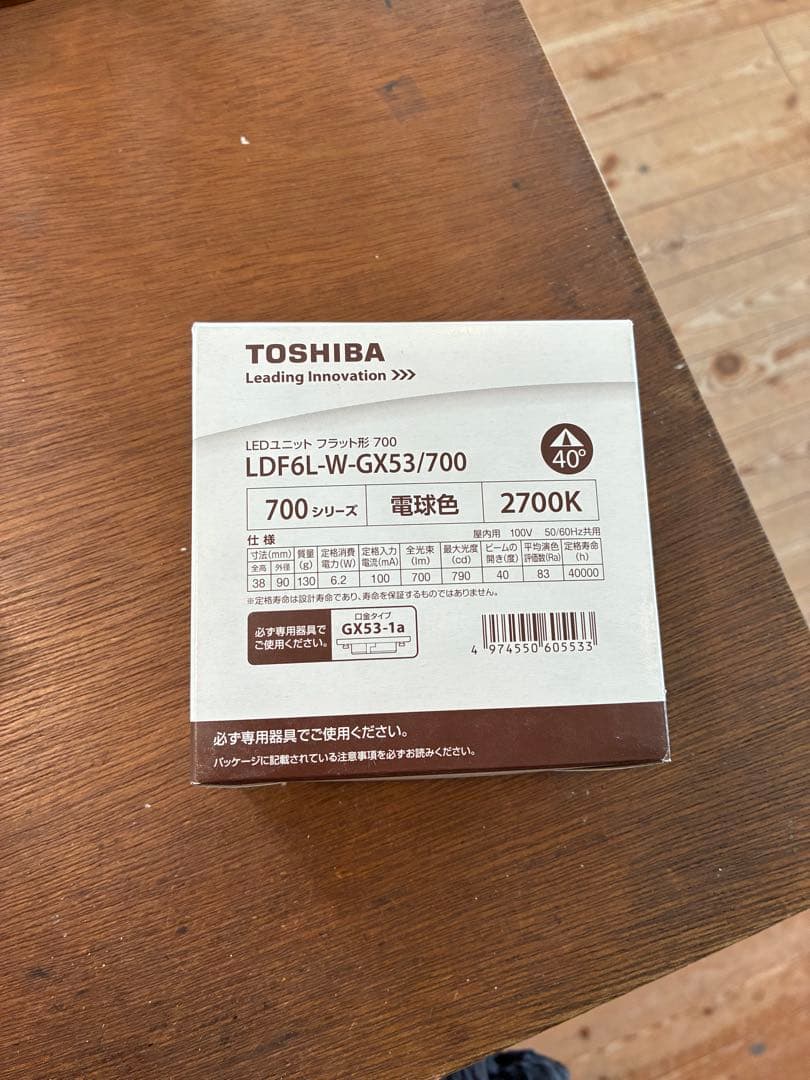 TOSHIBA
Leading Innovation >>>
LEDユニット フラット形 700
LDF6L-W-GX53/700
40°
700シリーズ 電球色 2700K
仕様 屋内用 100V 50/60Hz共用
寸法(mm) 質量(g) 定格消費電力(W) 定格入力電流(mA) 全光束(lm) 最大光度(cd) ビームの開き(度) 平均演色評価数(Ra) 定格寿命(h)
全高 外径
38 90 130 6.2 100 700 790 40 83 40000
※定格寿命は設計寿命であり、寿命を保証するものではありません。
必ず専用器具で
ご使用ください。
口金タイプ
GX53-1a
4 974550 605533
必ず専用器具でご使用ください。
パッケージに記載されている注意事項を必ずお読みください。